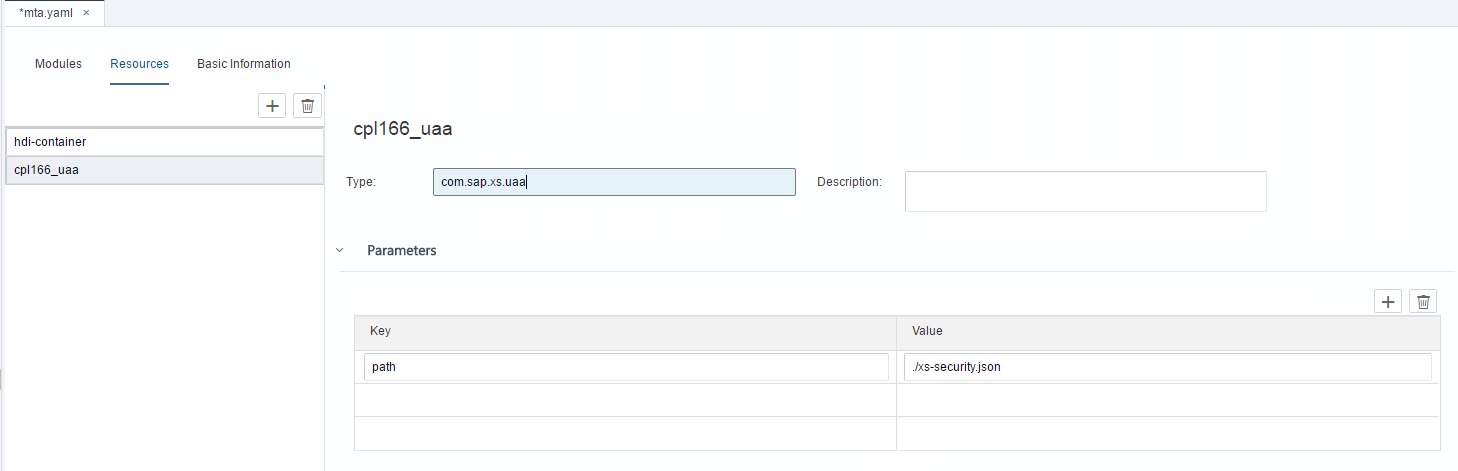 *mta.yaml ×
Modules Resources Basic Information
hdi-container
cpl166_uaa
cpl166_uaa
Type: com.sap.xs.uaa Description:
Parameters
Key Value
path ./xs-security.json